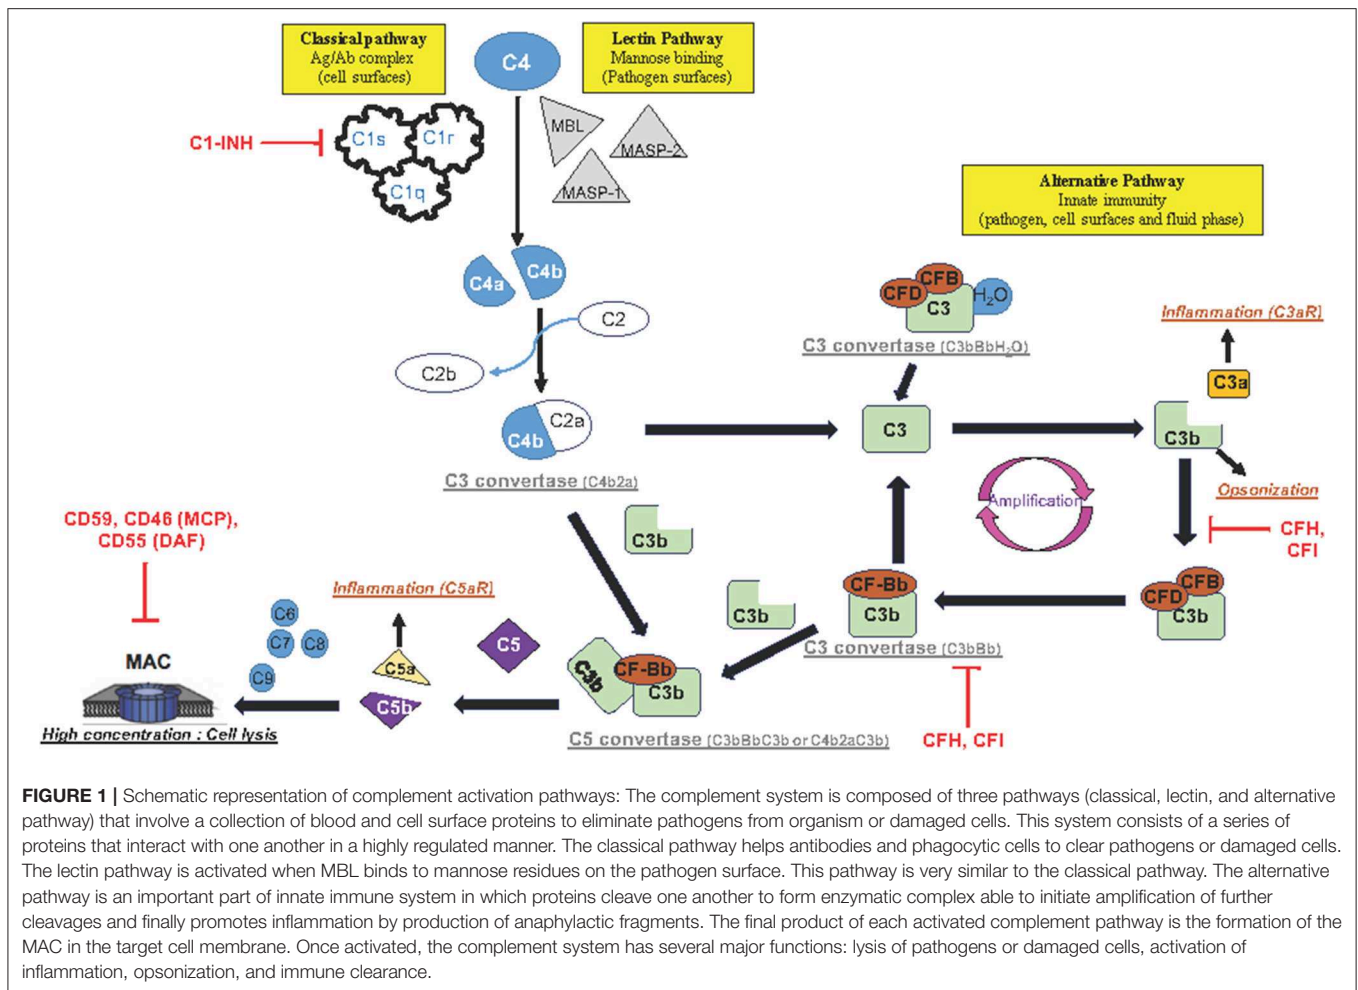 Classical pathway
Ag/Ab complex
(cell surfaces)
C4
Lectin Pathway
Mannose binding
(Pathogen surfaces)
C1-INH
C1s
C1r
C1q
MBL
MASP-2
MASP-1
Alternative Pathway
Innate immunity
(pathogen, cell surfaces and fluid phase)
C4a
C4b
C2
C2b
C2a
C4b
C3 convertase (C4b2a)
CFB
CFD
C3
H₂O
C3 convertase (C3bBbH₂O)
Inflammation (C3aR)
C3a
C3
C3b
Opsonization
Amplification
CFH,
CFI
CD59, CD46 (MCP),
CD55 (DAF)
C3b
Inflammation (C5aR)
C3b
CF-Bb
C3b
C3 convertase (C3bBb)
CFB
CFD
C3b
C6
C7
C8
C9
MAC
C5a
C5b
C5
C3b
CF-Bb
C3b
High concentration : Cell lysis
C5 convertase (C3bBbC3b or C4b2aC3b)
CFH, CFI
FIGURE 1 | Schematic representation of complement activation pathways: The complement system is composed of three pathways (classical, lectin, and alternative
pathway) that involve a collection of blood and cell surface proteins to eliminate pathogens from organism or damaged cells. This system consists of a series of
proteins that interact with one another in a highly regulated manner. The classical pathway helps antibodies and phagocytic cells to clear pathogens or damaged cells.
The lectin pathway is activated when MBL binds to mannose residues on the pathogen surface. This pathway is very similar to the classical pathway. The alternative
pathway is an important part of innate immune system in which proteins cleave one another to form enzymatic complex able to initiate amplification of further
cleavages and finally promotes inflammation by production of anaphylactic fragments. The final product of each activated complement pathway is the formation of the
MAC in the target cell membrane. Once activated, the complement system has several major functions: lysis of pathogens or damaged cells, activation of
inflammation, opsonization, and immune clearance.